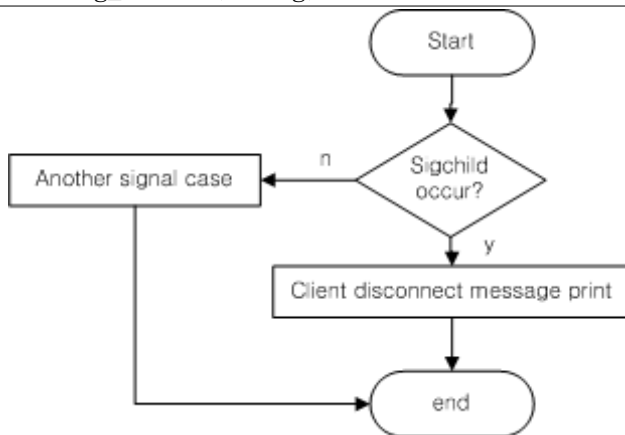 Start
n
Sigchild
occur?
Another signal case
y
Client disconnect message print
end